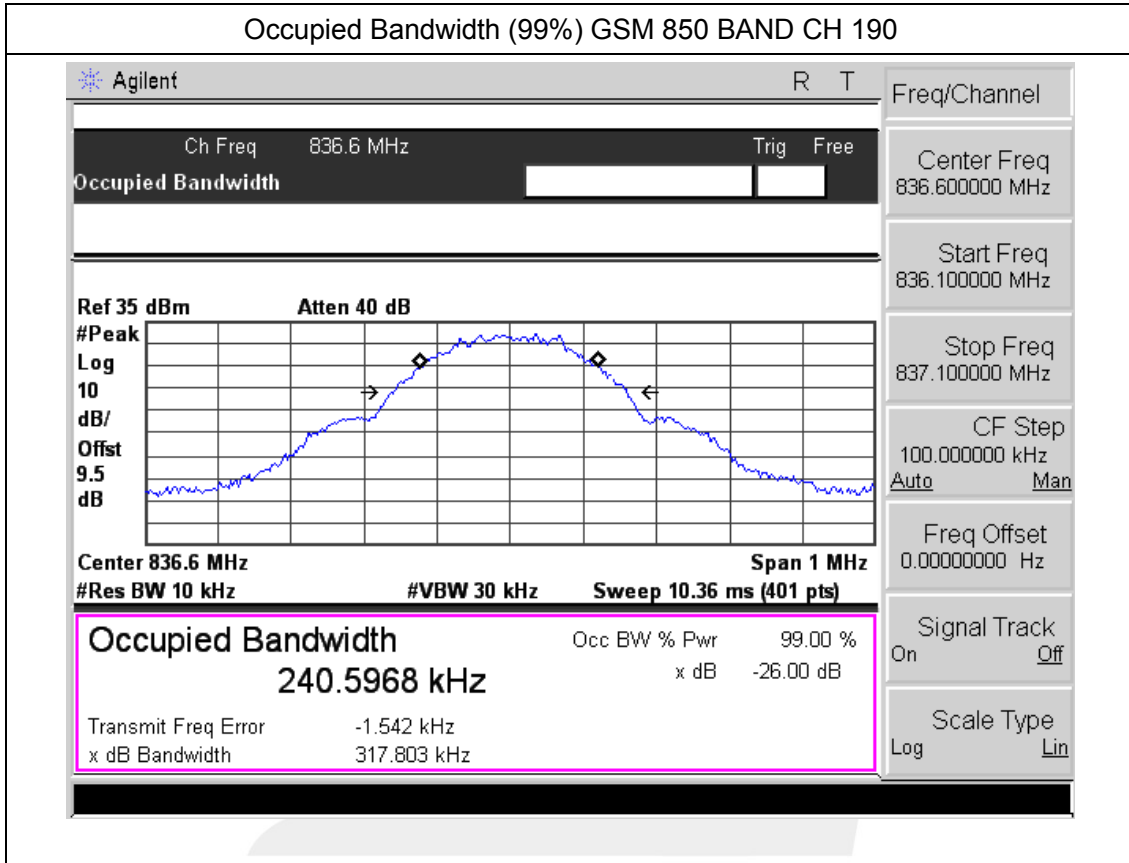 Occupied Bandwidth (99%) GSM 850 BAND CH 190
Agilent R T
Ch Freq 836.6 MHz Trig Free
Occupied Bandwidth
Ref 35 dBm Atten 40 dB
#Peak
Log
10
dB/
Offst
9.5
dB
Center 836.6 MHz Span 1 MHz
#Res BW 10 kHz #VBW 30 kHz Sweep 10.36 ms (401 pts)
Occupied Bandwidth Occ BW % Pwr 99.00 %
240.5968 kHz x dB -26.00 dB
Transmit Freq Error -1.542 kHz
x dB Bandwidth 317.803 kHz
Freq/Channel
Center Freq
836.600000 MHz
Start Freq
836.100000 MHz
Stop Freq
837.100000 MHz
CF Step
100.000000 kHz
Auto Man
Freq Offset
0.00000000 Hz
Signal Track
On Off
Scale Type
Log Lin